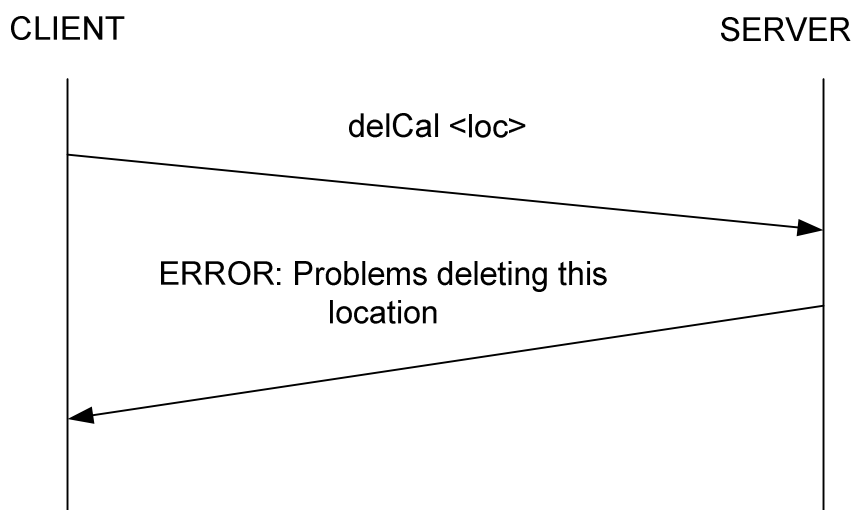 CLIENT
SERVER
delCal <loc>
ERROR: Problems deleting this
location